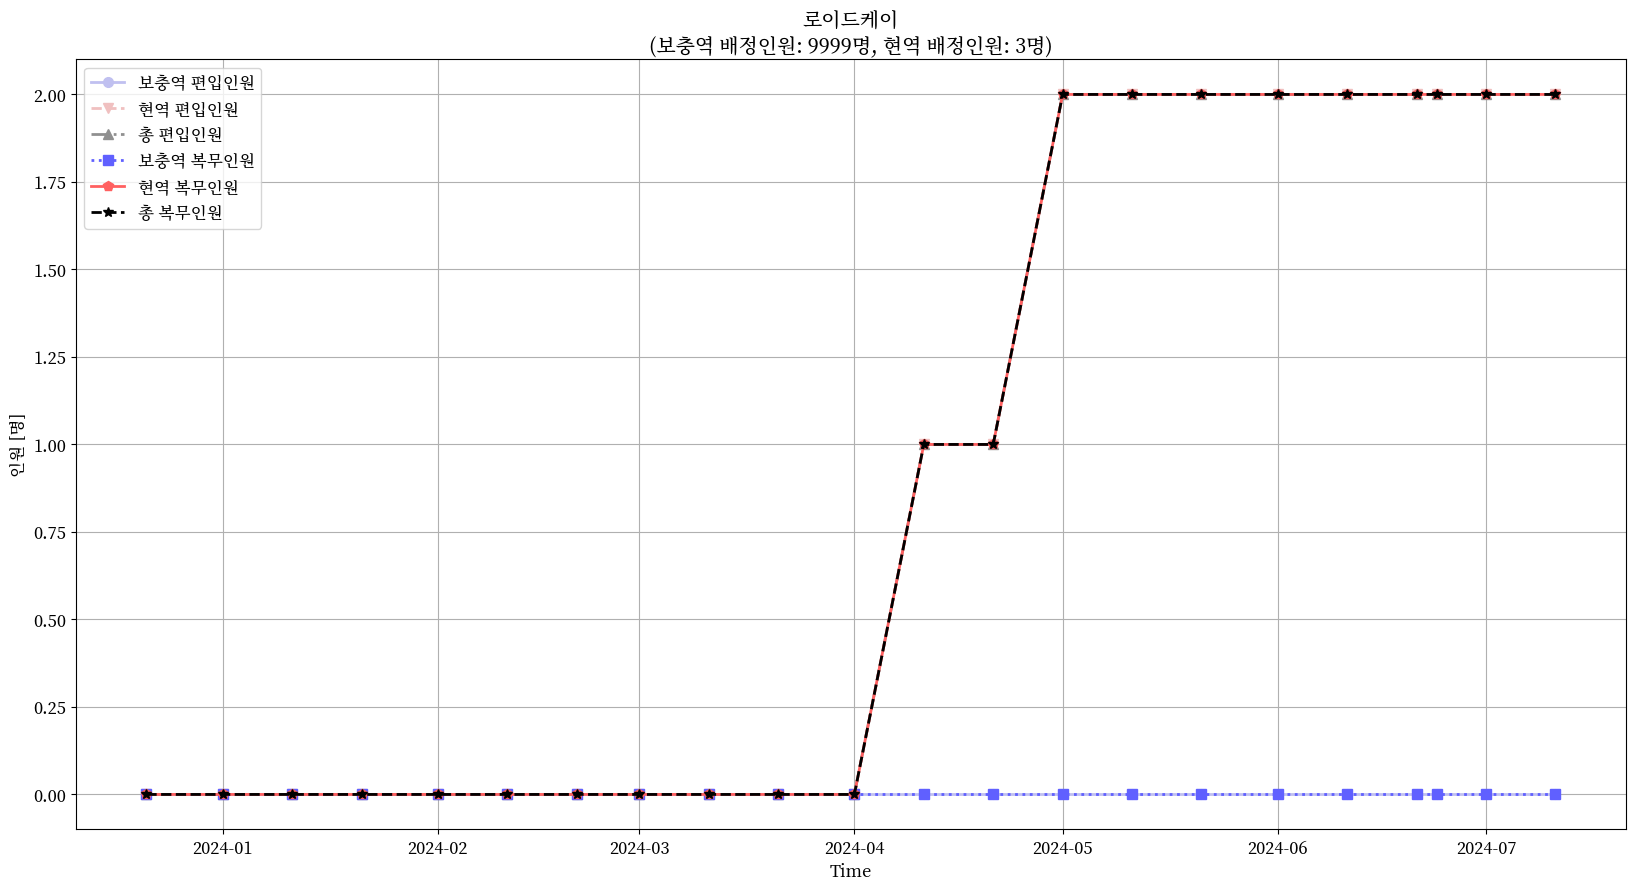 로이드케이
(보충역 배정인원: 9999명, 현역 배정인원: 3명)
보충역 편입인원
현역 편입인원
총 편입인원
보충역 복무인원
현역 복무인원
총 복무인원
2.00
1.75
1.50
1.25
1.00
0.75
0.50
0.25
0.00
인원 [명]
2024-01
2024-02
2024-03
2024-04
2024-05
2024-06
2024-07
Time